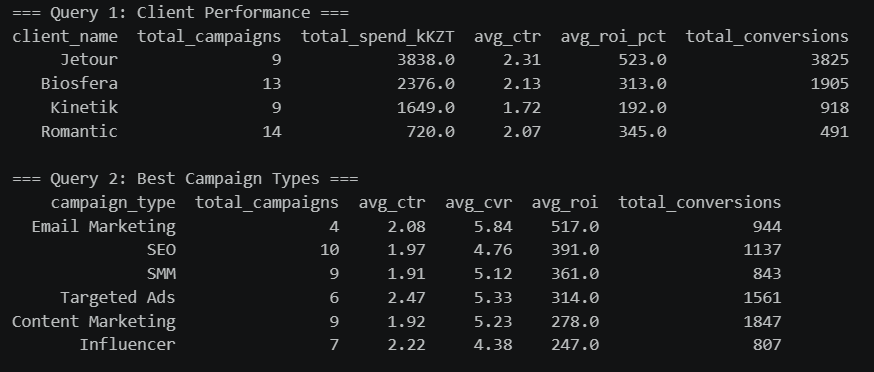 === Query 1: Client Performance ===
client_name total_campaigns total_spend_kKZT avg_ctr avg_roi_pct total_conversions
Jetour 9 3838.0 2.31 523.0 3825
Biosfera 13 2376.0 2.13 313.0 1905
Kinetik 9 1649.0 1.72 192.0 918
Romantic 14 720.0 2.07 345.0 491
=== Query 2: Best Campaign Types ===
campaign_type total_campaigns avg_ctr avg_cvr avg_roi total_conversions
Email Marketing 4 2.08 5.84 517.0 944
SEO 10 1.97 4.76 391.0 1137
SMM 9 1.91 5.12 361.0 843
Targeted Ads 6 2.47 5.33 314.0 1561
Content Marketing 9 1.92 5.23 278.0 1847
Influencer 7 2.22 4.38 247.0 807